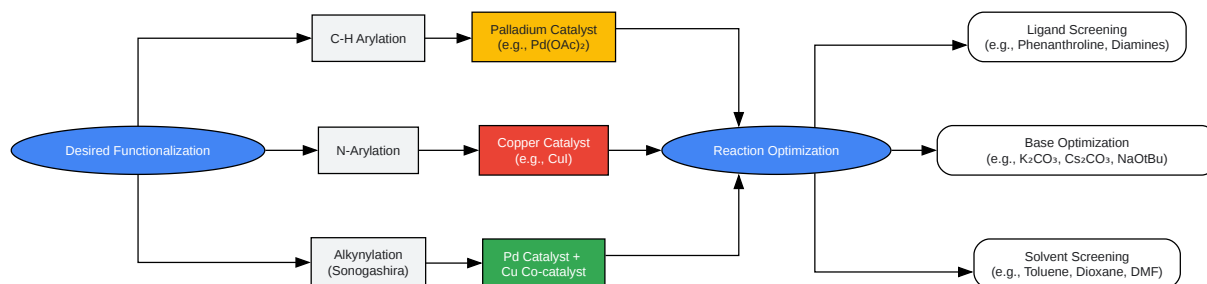 C-H Arylation
Palladium Catalyst
(e.g., Pd(OAc)₂)
Ligand Screening
(e.g., Phenanthroline, Diamines)
Desired Functionalization
N-Arylation
Copper Catalyst
(e.g., CuI)
Reaction Optimization
Base Optimization
(e.g., K₂CO₃, Cs₂CO₃, NaOtBu)
Alkynylation
(Sonogashira)
Pd Catalyst +
Cu Co-catalyst
Solvent Screening
(e.g., Toluene, Dioxane, DMF)